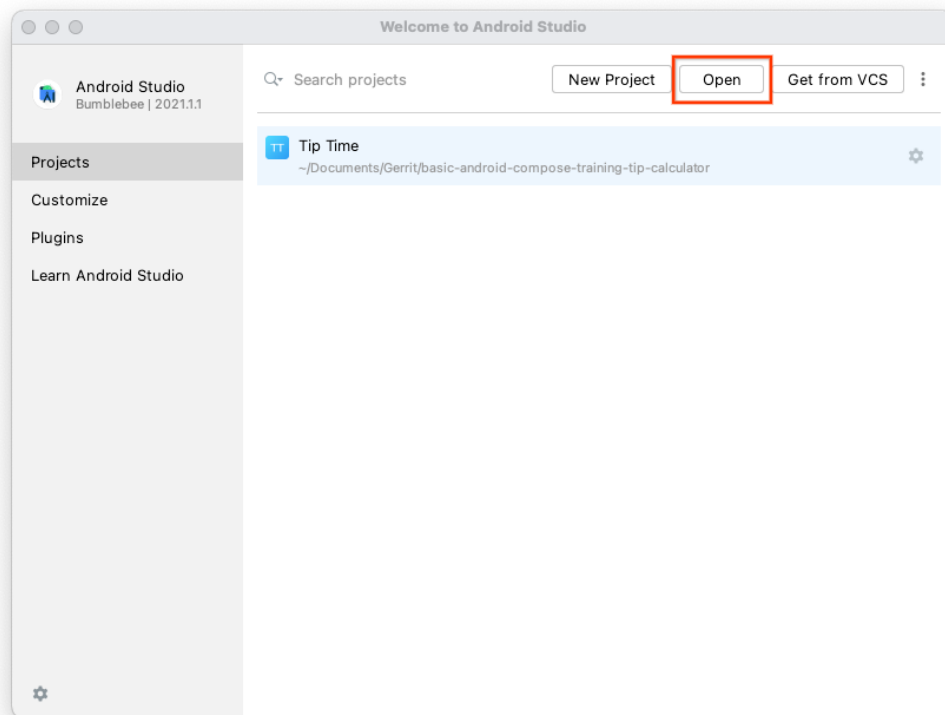 Welcome to Android Studio
Android Studio
Bumblebee | 2021.1.1
Projects
Customize
Plugins
Learn Android Studio
Search projects
New Project
Open
Get from VCS
TT
Tip Time
~/Documents/Gerrit/basic-android-compose-training-tip-calculator